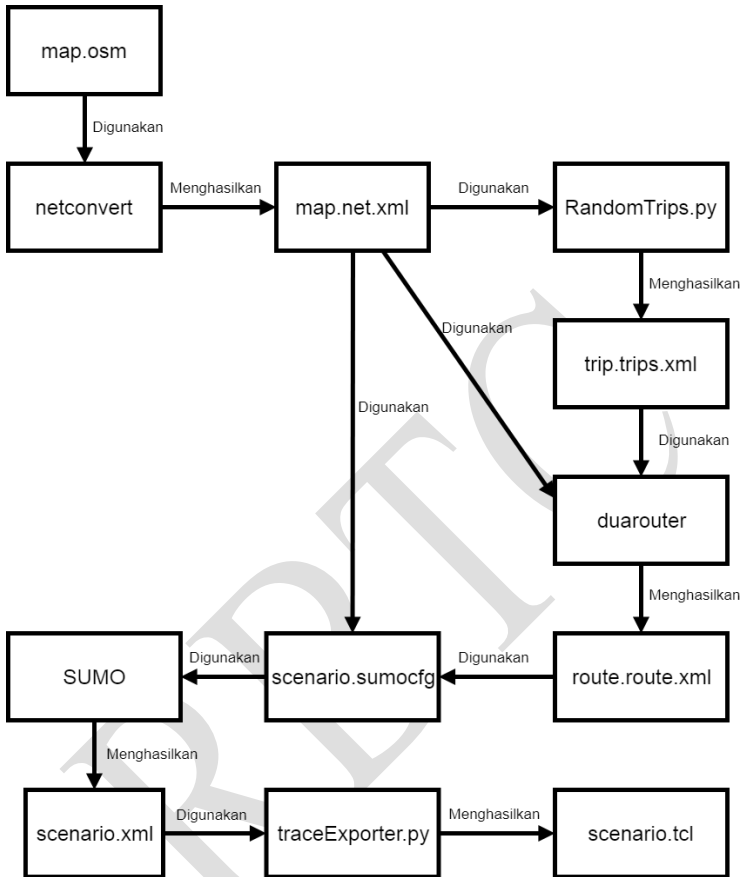 map.osm
Digunakan
netconvert
Menghasilkan
map.net.xml
Digunakan
RandomTrips.py
Menghasilkan
Digunakan
trip.trips.xml
Digunakan
Digunakan
duarouter
Menghasilkan
SUMO
Digunakan
scenario.sumocfg
Digunakan
route.route.xml
Menghasilkan
scenario.xml
Digunakan
traceExporter.py
Menghasilkan
scenario.tcl